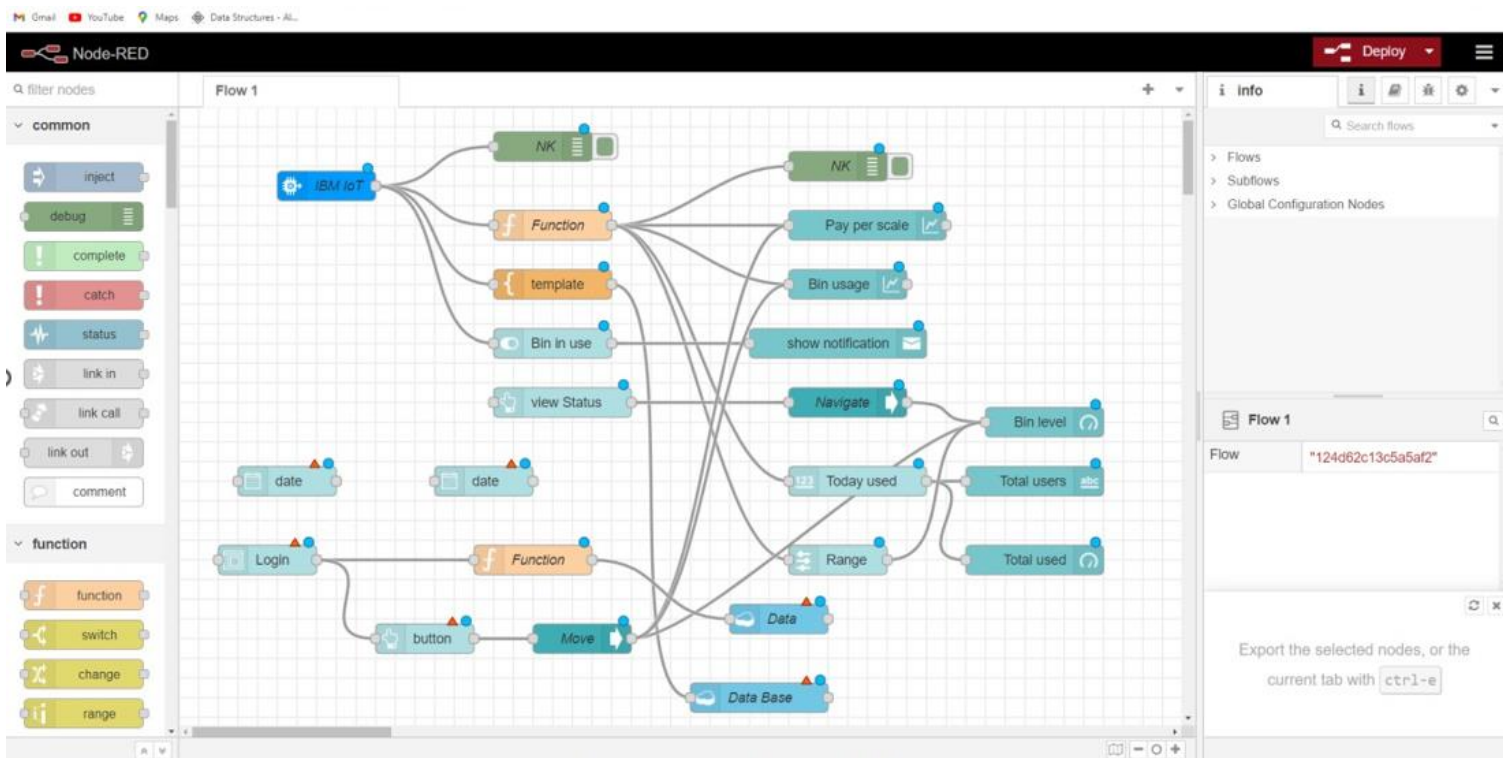 Gmail YouTube Maps Data Structures - Al...
Node-RED Deploy
filter nodes
common
inject
debug
complete
catch
status
link in
link call
link out
comment
function
function
switch
change
range
Flow 1
NK
IBM IoT
NK
Function
Pay per scale
template
Bin usage
Bin in use
show notification
view Status
Navigate
Bin level
date
date
123 Today used
Total users abc
Login
Function
Range
Total used
button
Move
Data
Data Base
i info i
Search flows
Flows
Subflows
Global Configuration Nodes
Flow 1
Flow "124d62c13c5a5af2"
Export the selected nodes, or the
current tab with ctrl-e